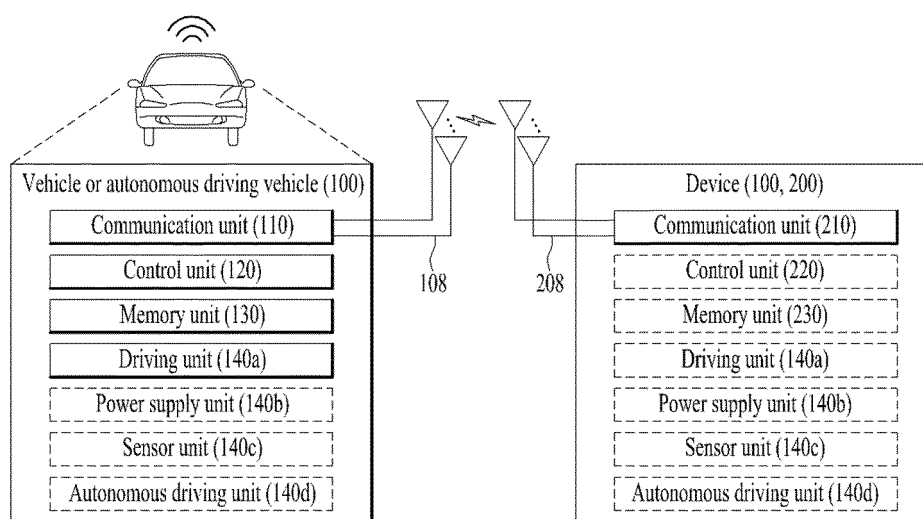 Vehicle or autonomous driving vehicle (100)
Communication unit (110)
Control unit (120)
Memory unit (130)
Driving unit (140a)
Power supply unit (140b)
Sensor unit (140c)
Autonomous driving unit (140d)
108
208
Device (100, 200)
Communication unit (210)
Control unit (220)
Memory unit (230)
Driving unit (140a)
Power supply unit (140b)
Sensor unit (140c)
Autonomous driving unit (140d)